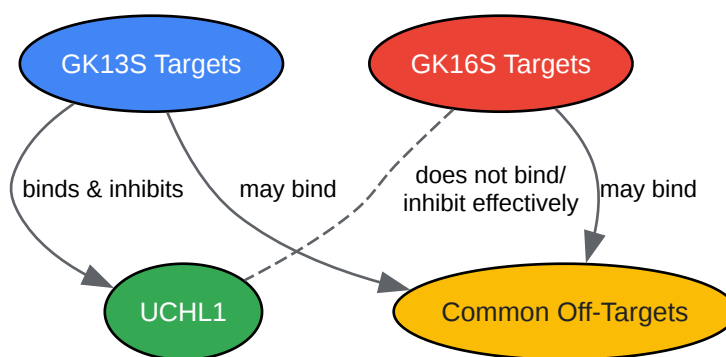 GK13S Targets
GK16S Targets
binds & inhibits
may bind
does not bind/
inhibit effectively
may bind
UCHL1
Common Off-Targets